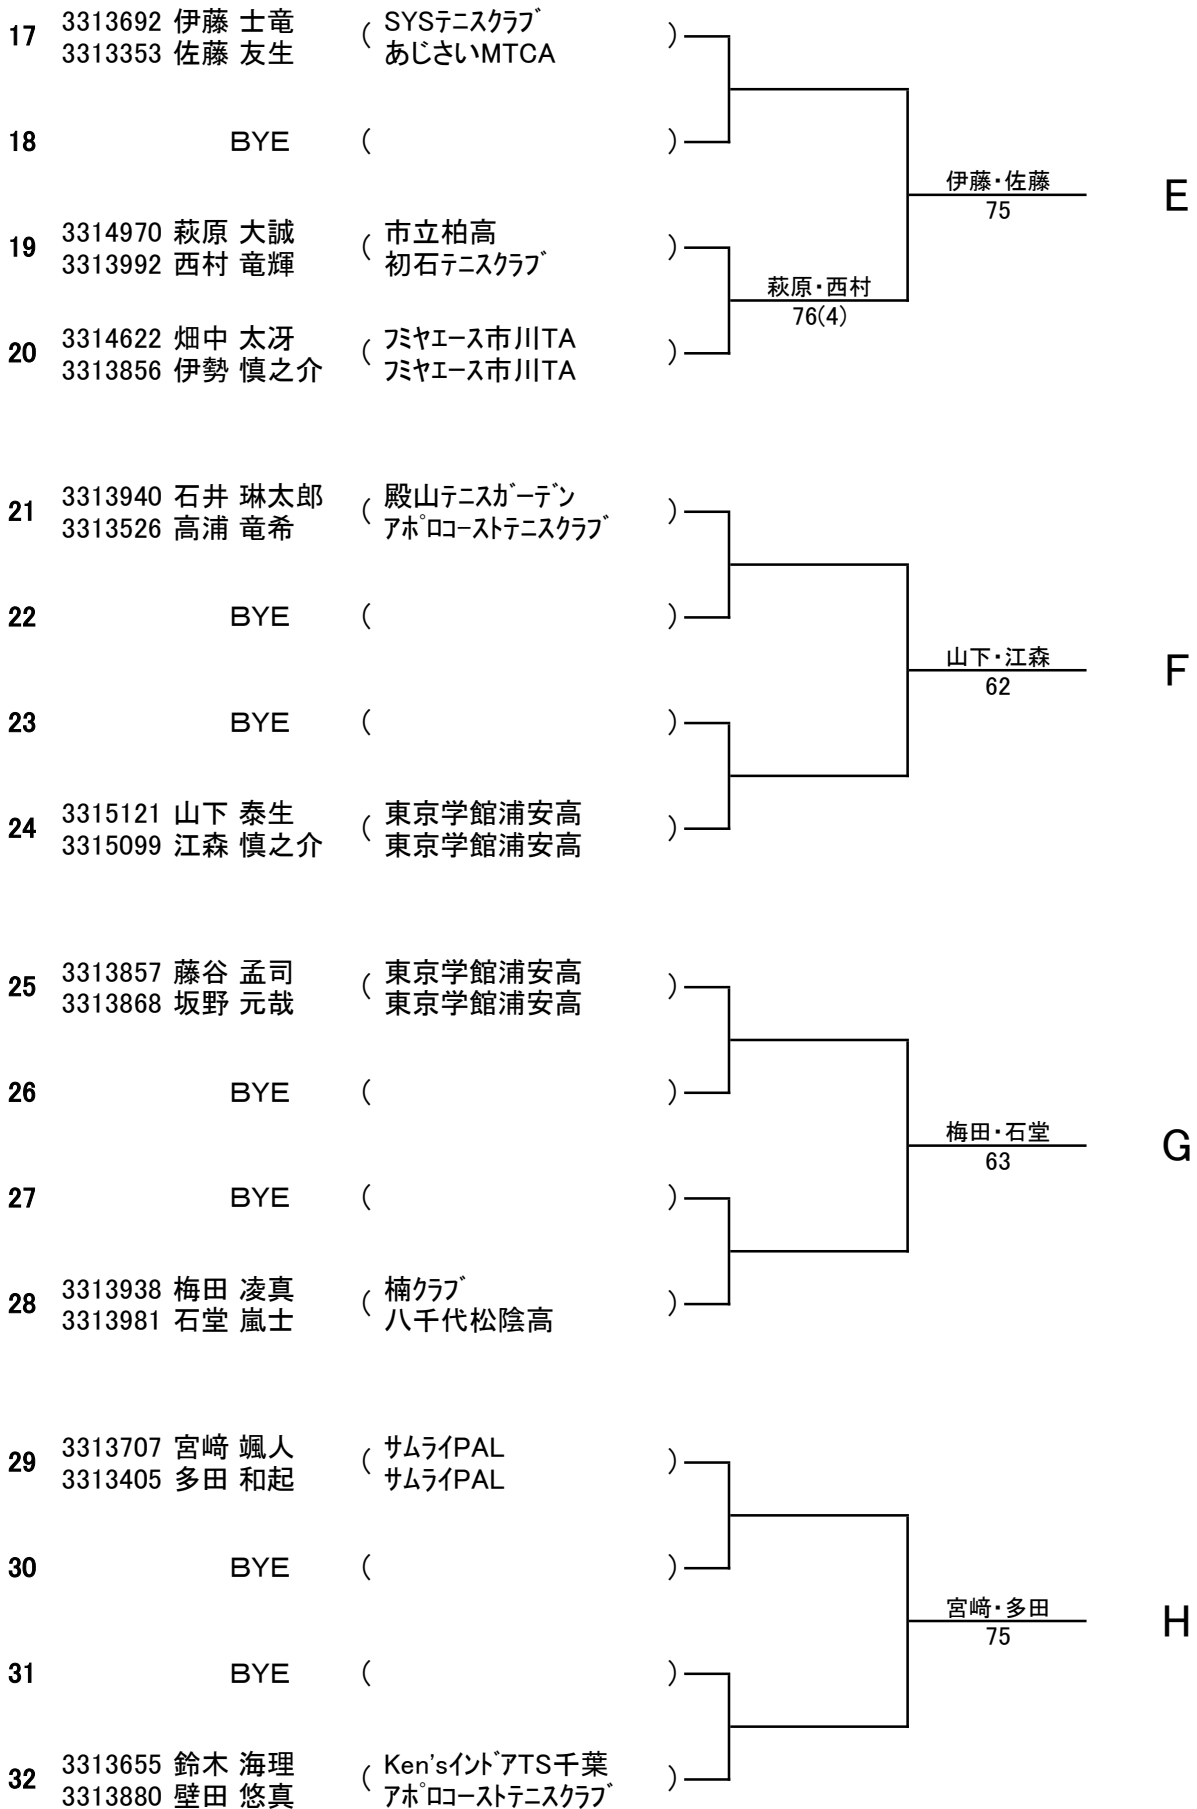 17 3313692 伊藤 士竜 ( SYSﾃﾆｽｸﾗﾌﾞ )
3313353 佐藤 友生 あじさいMTCA
18 BYE ( )
伊藤・佐藤
75
E
19 3314970 萩原 大誠 ( 市立柏高 )
3313992 西村 竜輝 初石ﾃﾆｽｸﾗﾌﾞ
萩原・西村
76(4)
20 3314622 畑中 太冴 ( ﾌﾐﾔｴｰｽ市川TA )
3313856 伊勢 慎之介 ﾌﾐﾔｴｰｽ市川TA
21 3313940 石井 琳太郎 ( 殿山ﾃﾆｽｶﾞｰﾃﾞﾝ )
3313526 高浦 竜希 ｱﾎﾟﾛｺｰｽﾄﾃﾆｽｸﾗﾌﾞ
22 BYE ( )
山下・江森
62
F
23 BYE ( )
24 3315121 山下 泰生 ( 東京学館浦安高 )
3315099 江森 慎之介 東京学館浦安高
25 3313857 藤谷 孟司 ( 東京学館浦安高 )
3313868 坂野 元哉 東京学館浦安高
26 BYE ( )
梅田・石堂
63
G
27 BYE ( )
28 3313938 梅田 凌真 ( 楠ｸﾗﾌﾞ )
3313981 石堂 嵐士 八千代松陰高
29 3313707 宮﨑 颯人 ( ｻﾑﾗｲPAL )
3313405 多田 和起 ｻﾑﾗｲPAL
30 BYE ( )
宮﨑・多田
75
H
31 BYE ( )
32 3313655 鈴木 海理 ( Ken'sｲﾝﾄﾞｱTS千葉 )
3313880 壁田 悠真 ｱﾎﾟﾛｺｰｽﾄﾃﾆｽｸﾗﾌﾞ